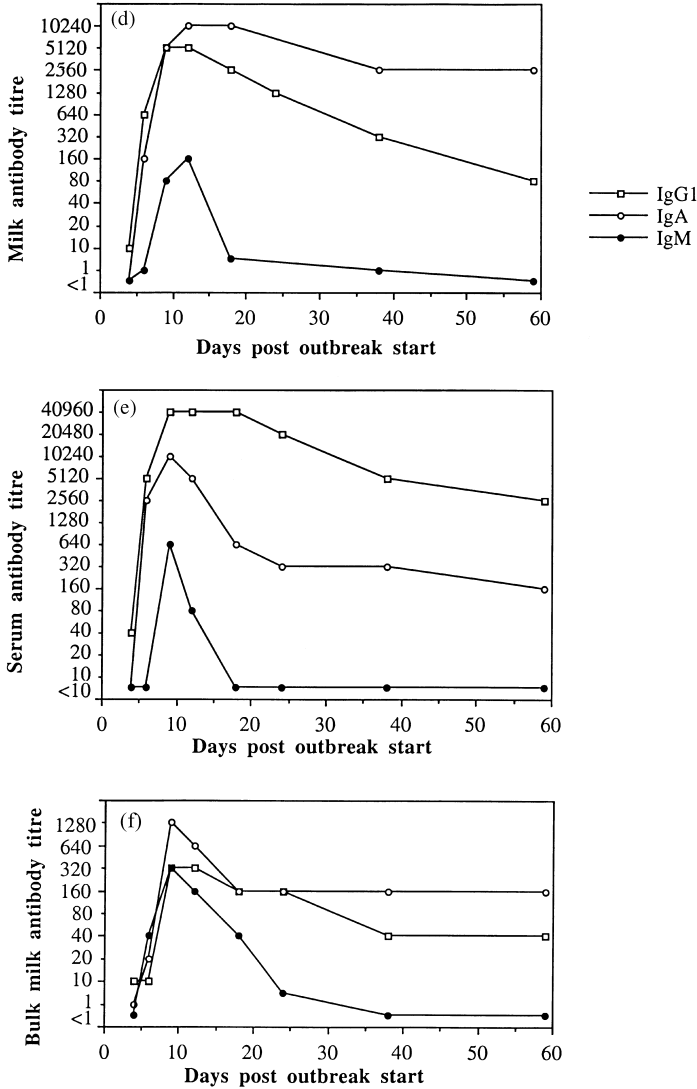 (d)
10240
5120
2560
1280
640
320
160
80
40
20
10
1
<1
Milk antibody titre
0 10 20 30 40 50 60
Days post outbreak start
IgG1
IgA
IgM
(e)
40960
20480
10240
5120
2560
1280
640
320
160
80
40
20
10
<10
Serum antibody titre
0 10 20 30 40 50 60
Days post outbreak start
(f)
1280
640
320
160
80
40
20
10
1
<1
Bulk milk antibody titre
0 10 20 30 40 50 60
Days post outbreak start